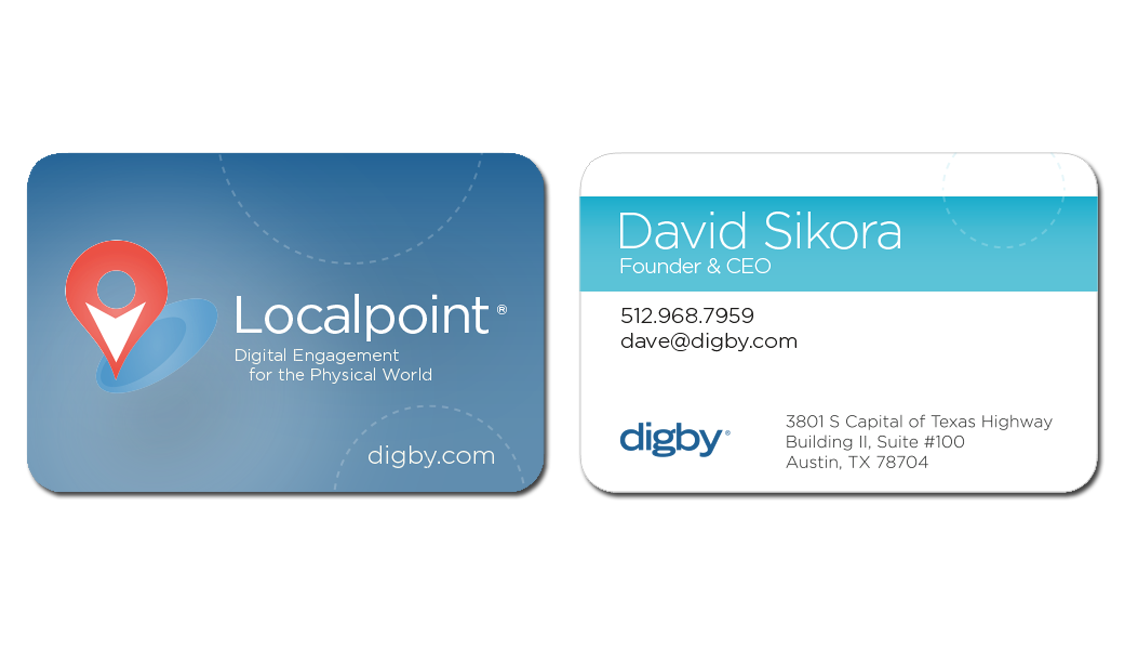 Localpoint®
Digital Engagement
for the Physical World
digby.com
David Sikora
Founder & CEO
512.968.7959
dave@digby.com
digby®
3801 S Capital of Texas Highway
Building II, Suite #100
Austin, TX 78704